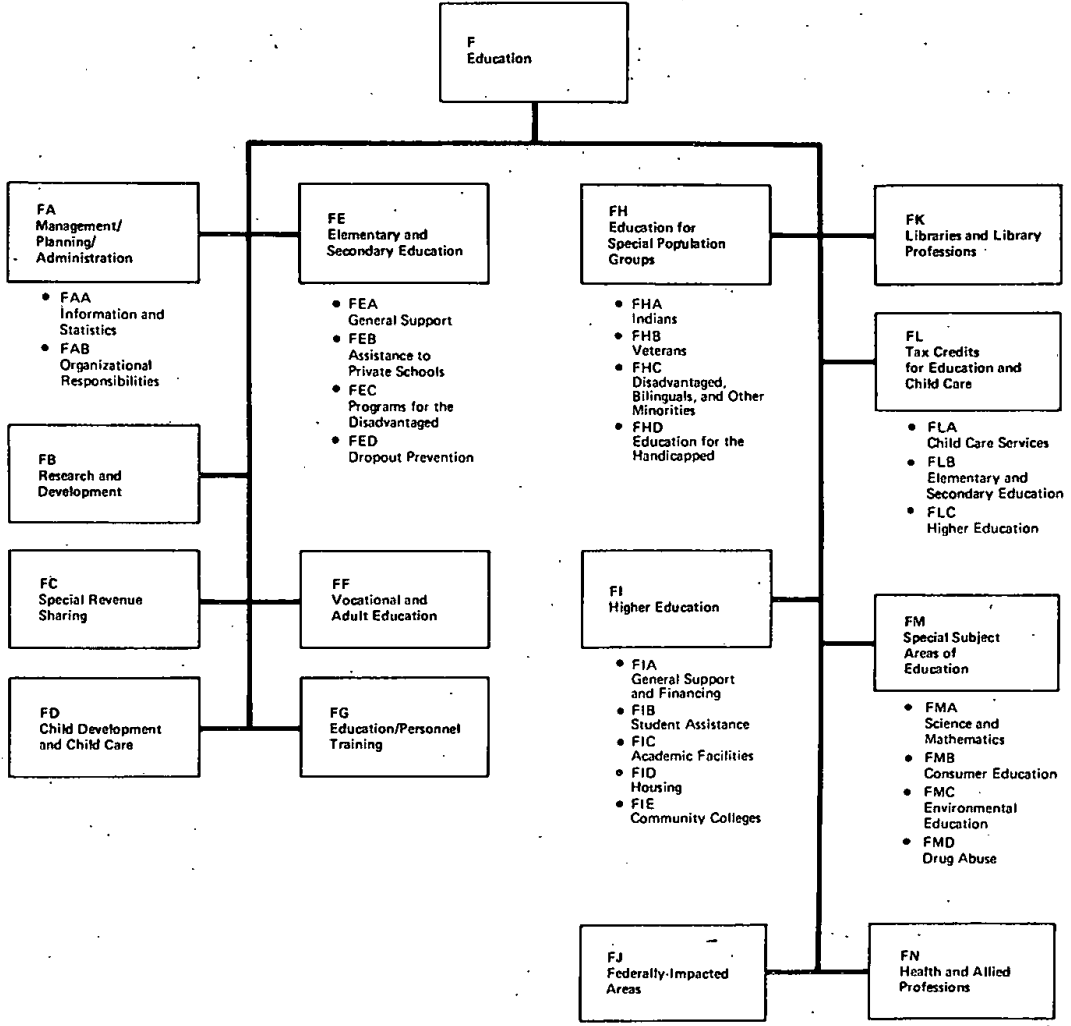 F
Education
FA
Management/
Planning/
Administration
• FAA
Information and
Statistics
• FAB
Organizational
Responsibilities
FB
Research and
Development
FC
Special Revenue
Sharing
FD
Child Development
and Child Care
FE
Elementary and
Secondary Education
• FEA
General Support
• FEB
Assistance to
Private Schools
• FEC
Programs for the
Disadvantaged
• FED
Dropout Prevention
FF
Vocational and
Adult Education
FG
Education/Personnel
Training
FH
Education for
Special Population
Groups
• FHA
Indians
• FHB
Veterans
• FHC
Disadvantaged,
Bilinguals, and Other
Minorities
• FHD
Education for the
Handicapped
FI
Higher Education
• FIA
General Support
and Financing
• FIB
Student Assistance
• FIC
Academic Facilities
• FID
Housing
• FIE
Community Colleges
FJ
Federally-Impacted
Areas
FK
Libraries and Library
Professions
FL
Tax Credits
for Education and
Child Care
• FLA
Child Care Services
• FLB
Elementary and
Secondary Education
• FLC
Higher Education
FM
Special Subject
Areas of
Education
• FMA
Science and
Mathematics
• FMB
Consumer Education
• FMC
Environmental
Education
• FMD
Drug Abuse
FN
Health and Allied
Professions